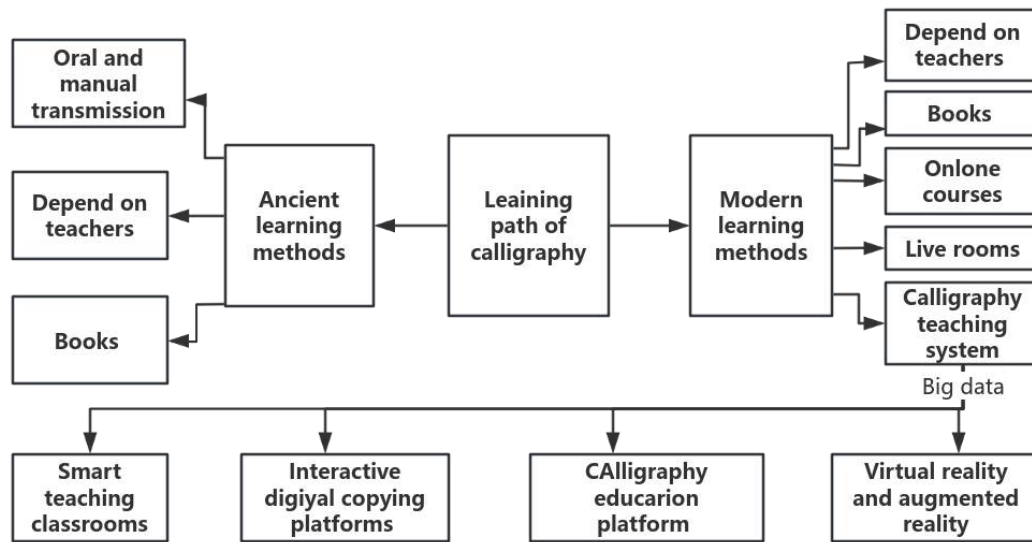 Oral and
manual
transmission
Depend on
teachers
Books
Ancient
learning
methods
Leaining
path of
calligraphy
Modern
learning
methods
Depend on
teachers
Books
Onlone
courses
Live rooms
Calligraphy
teaching
system
Big data
Smart
teaching
classrooms
Interactive
digiyal copying
platforms
CAlligraphy
educarion
platform
Virtual reality
and augmented
reality